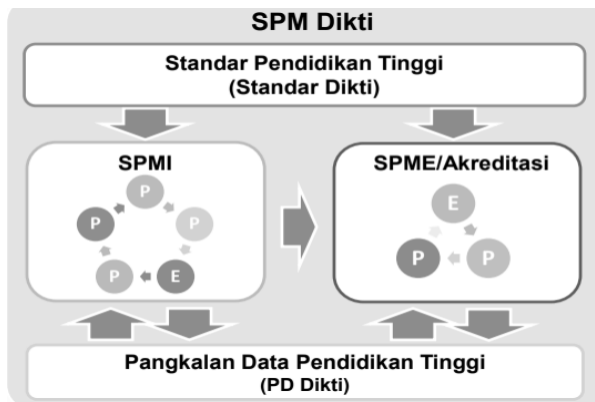 SPM Dikti
Standar Pendidikan Tinggi
(Standar Dikti)
SPMI
P
P
P
P
E
SPME/Akreditasi
E
P
P
Pangkalan Data Pendidikan Tinggi
(PD Dikti)